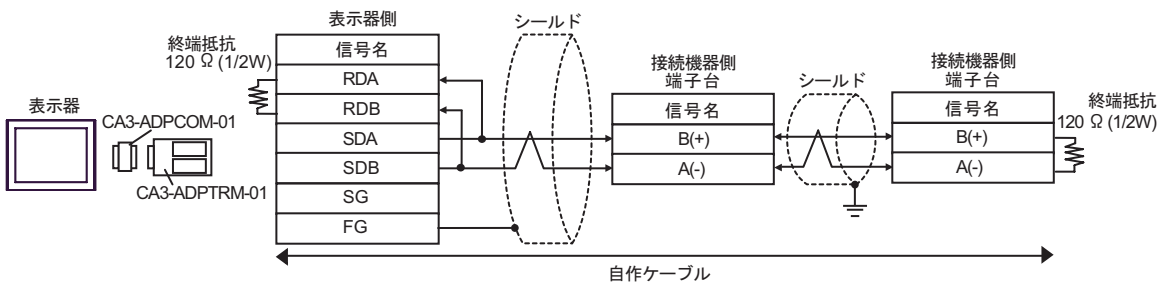 表示器
CA3-ADPCOM-01
CA3-ADPTRM-01
終端抵抗
120 Ω (1/2W)
表示器側
信号名
RDA
RDB
SDA
SDB
SG
FG
シールド
接続機器側
端子台
信号名
B(+)
A(-)
シールド
接続機器側
端子台
信号名
B(+)
A(-)
終端抵抗
120 Ω (1/2W)
自作ケーブル